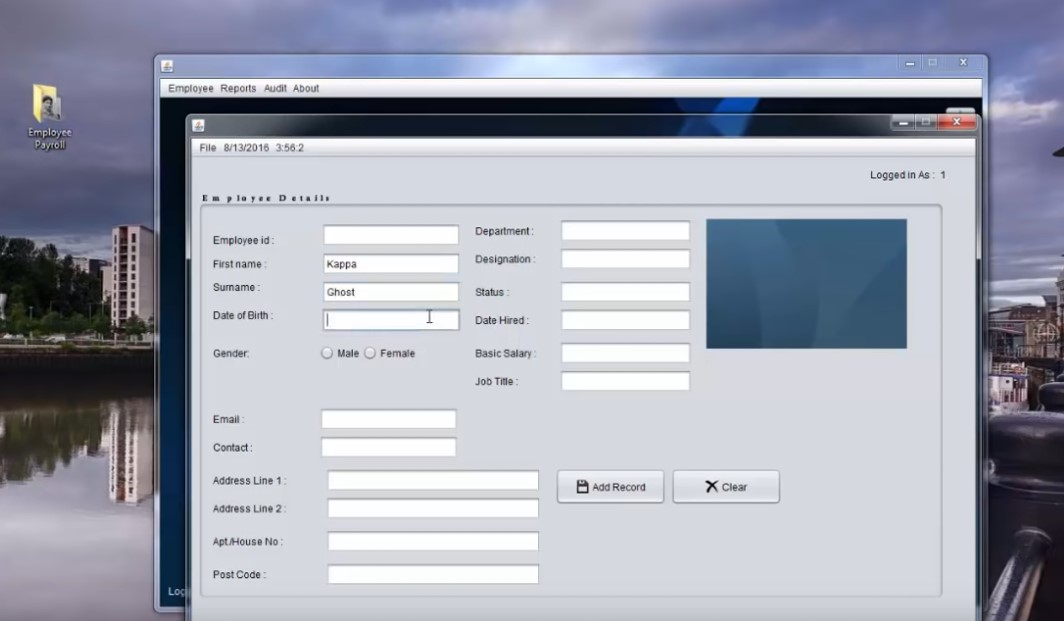 Employee
Payroll
Employee Reports Audit About
File 8/13/2016 3:56:2
Logged in As : 1
Employee Details
Employee id :
First name : Kappa
Surname : Ghost
Date of Birth :
Gender: Male Female
Department :
Designation :
Status :
Date Hired :
Basic Salary :
Job Title :
Email :
Contact :
Address Line 1 :
Address Line 2 :
Apt./House No :
Post Code :
Add Record
Clear